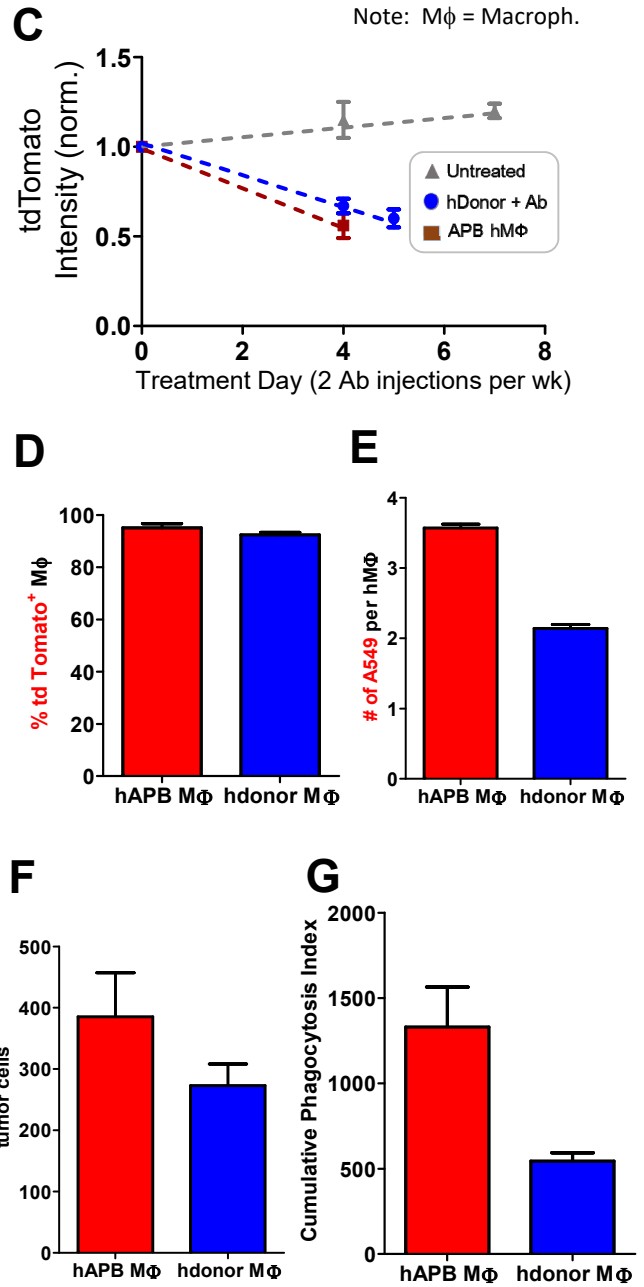 C
Note: Mϕ = Macroph.
tdTomato
Intensity (norm.)
1.5
1.0
0.5
0.0
0 2 4 6 8
Treatment Day (2 Ab injections per wk)
Untreated
hDonor + Ab
APB hMΦ
D
% td Tomato+ Mϕ
100
80
60
40
20
0
hAPB MΦ hdonor MΦ
E
# of A549 per hMΦ
4
3
2
1
0
hAPB MΦ hdonor MΦ
F
tumor cells
500
400
300
200
100
0
hAPB MΦ hdonor MΦ
G
Cumulative Phagocytosis Index
2000
1500
1000
500
0
hAPB MΦ hdonor MΦ